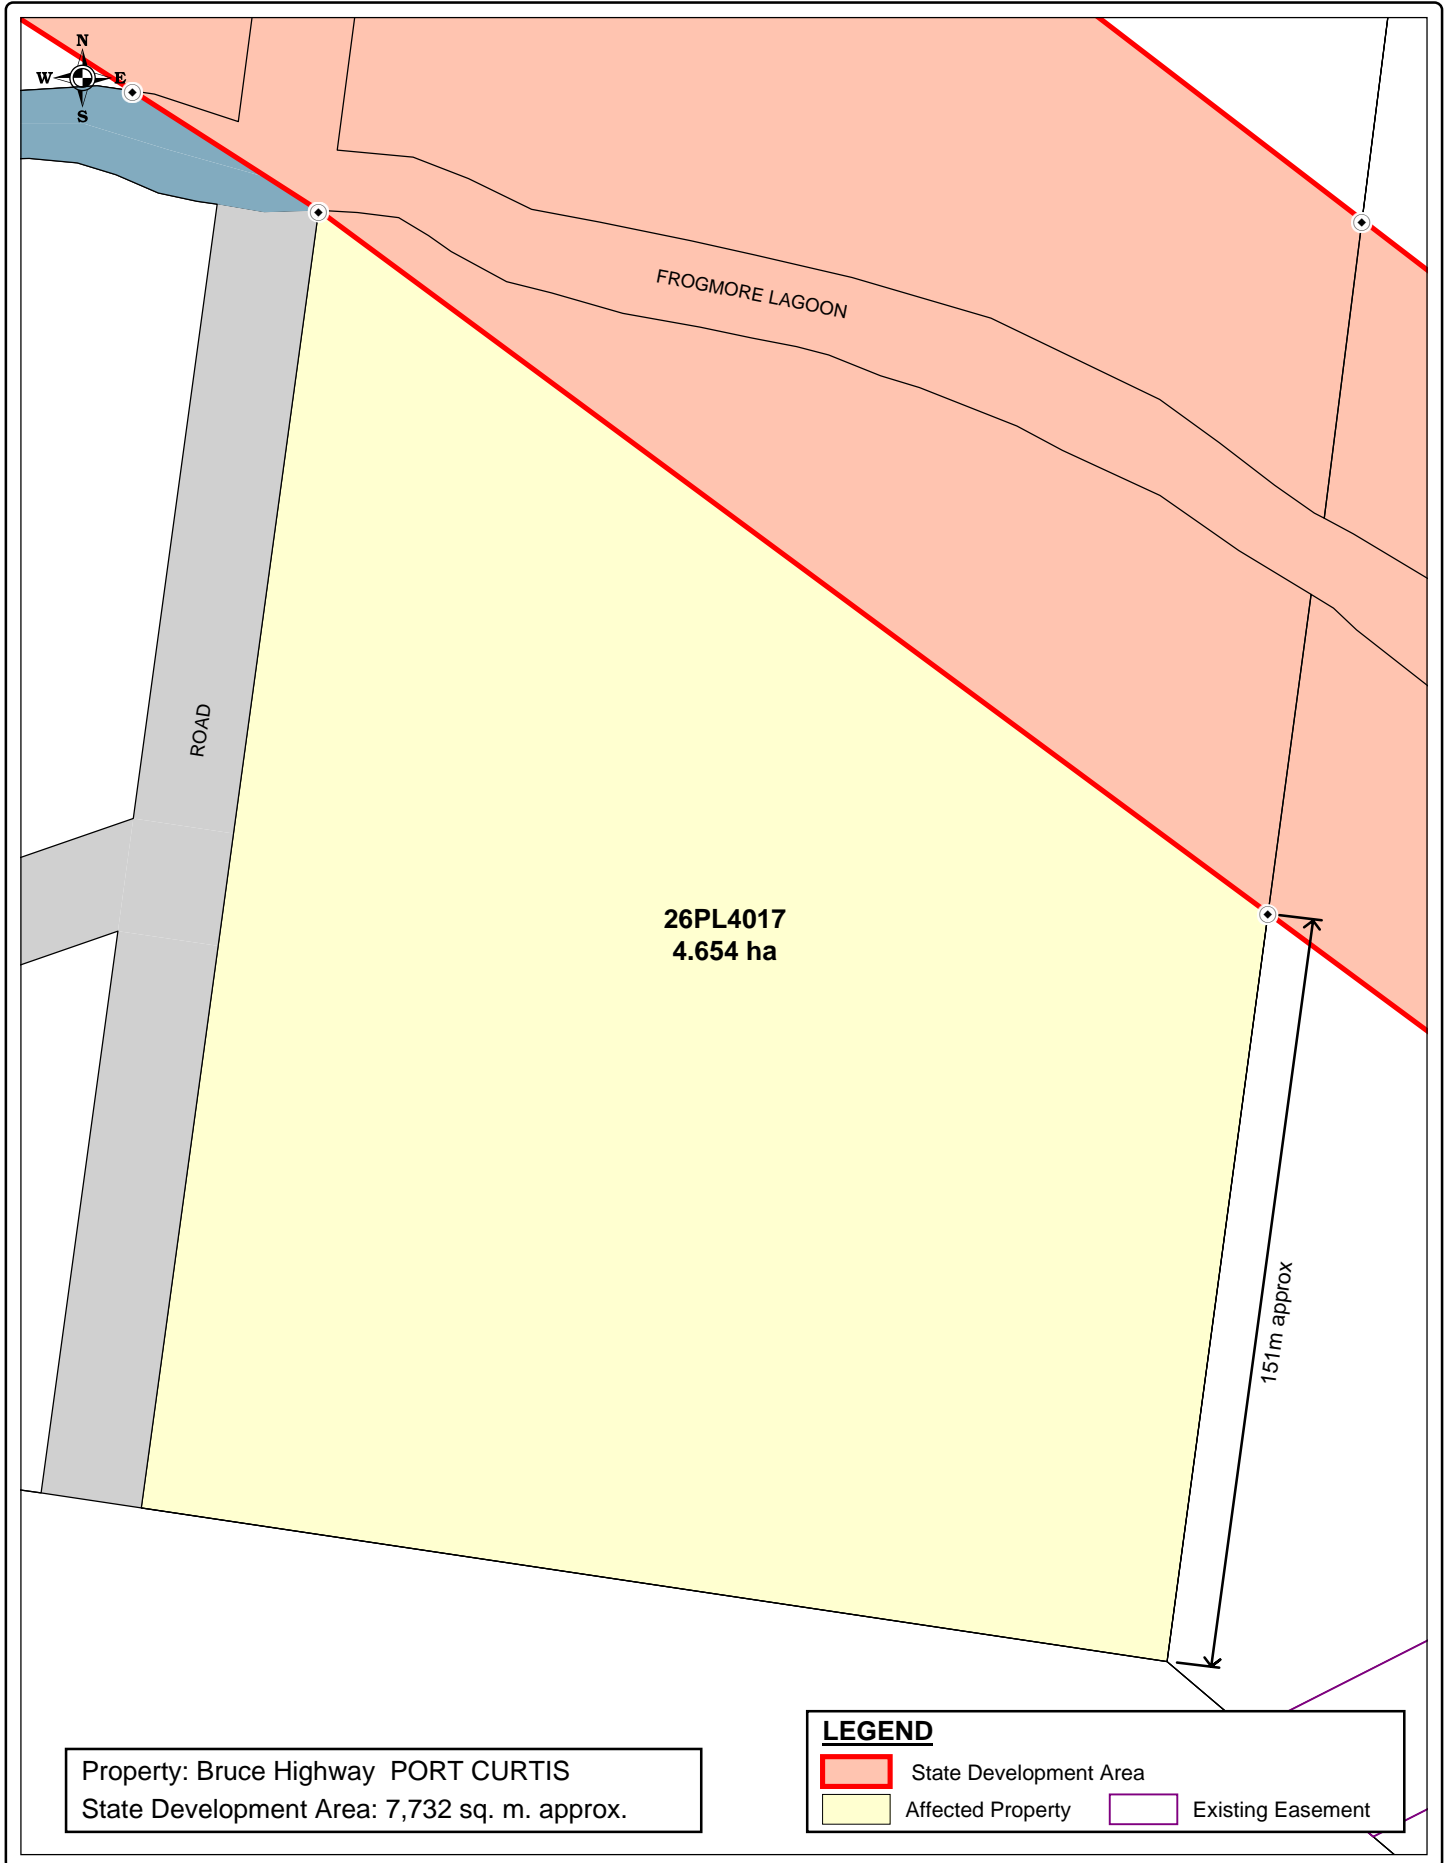 N
W E
S
FROGMORE LAGOON
ROAD
26PL4017
4.654 ha
151m approx
Property: Bruce Highway PORT CURTIS
State Development Area: 7,732 sq. m. approx.
LEGEND
State Development Area
Affected Property Existing Easement